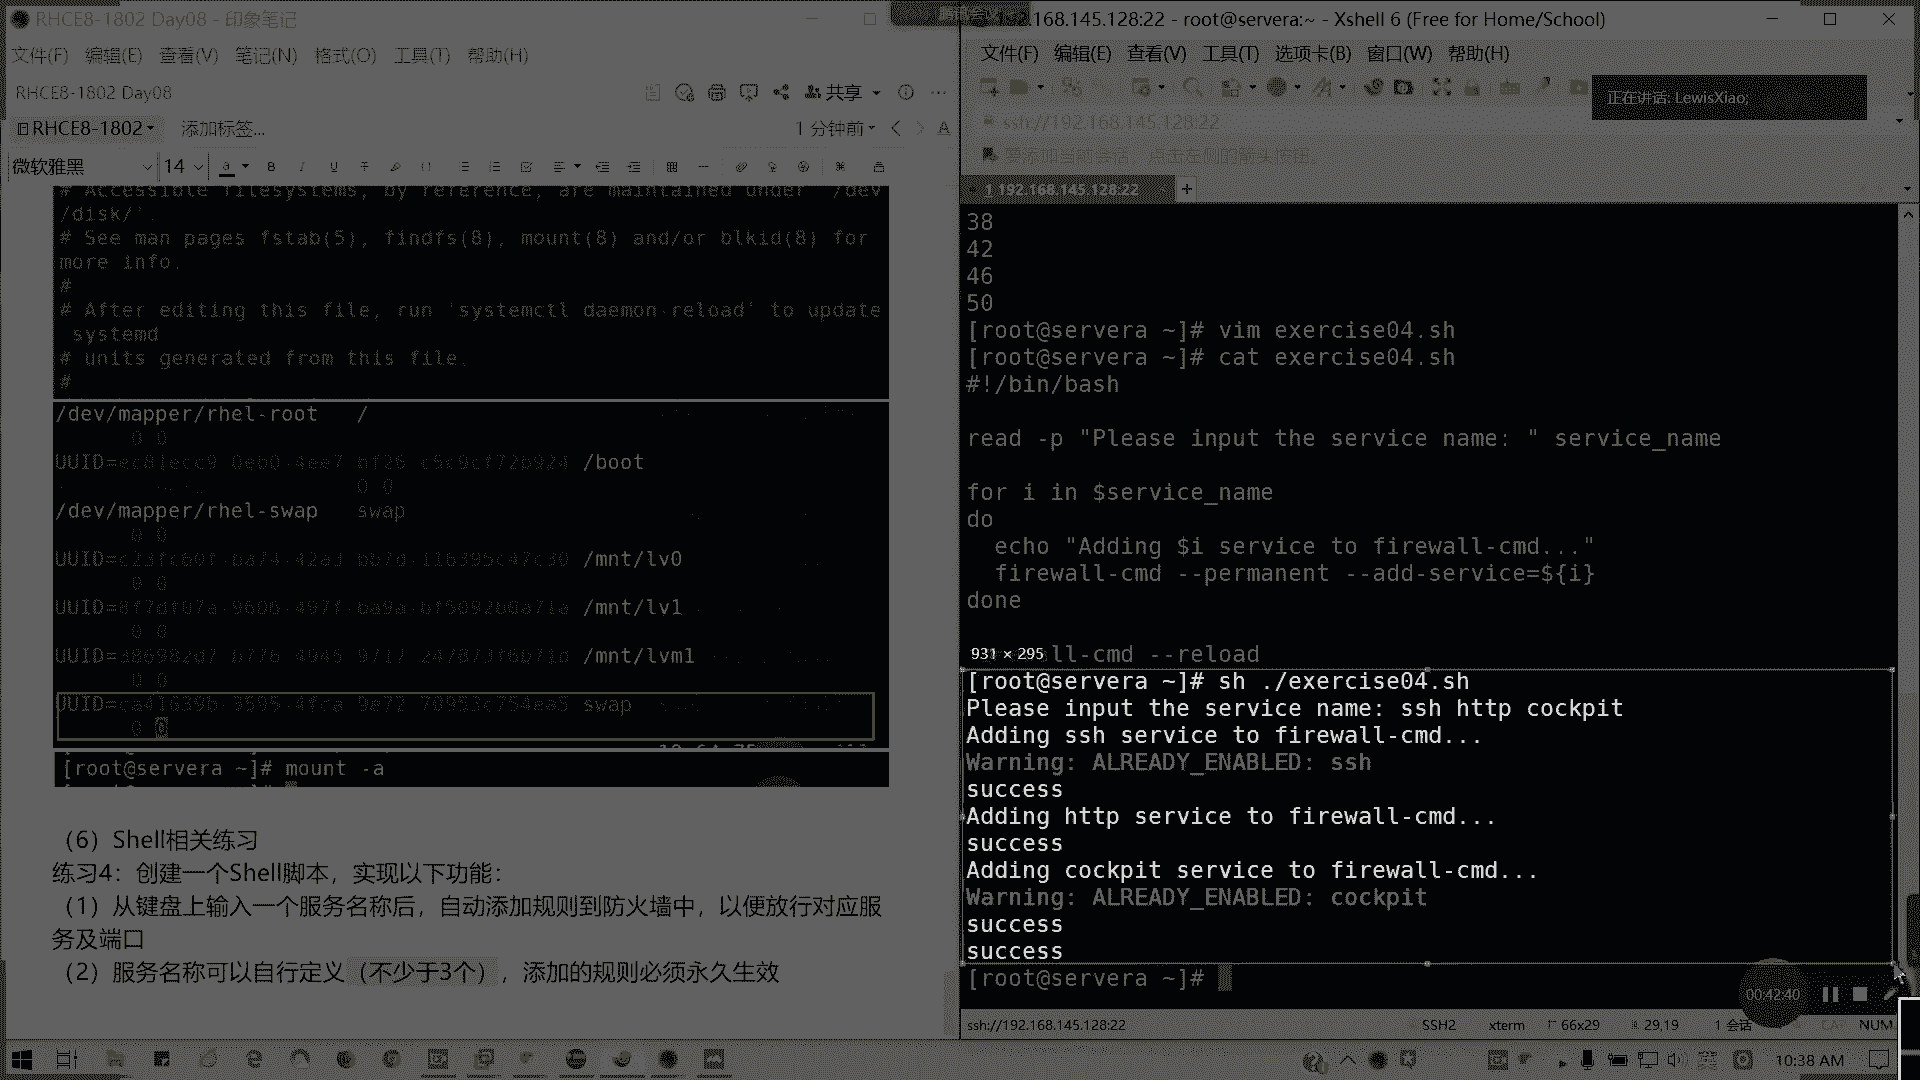 RHCE8-1802 Day08 - 印象笔记
文件(F) 编辑(E) 查看(V) 笔记(N) 格式(O) 工具(T) 帮助(H)
RHCE8-1802 Day08
共享
RHCE8-1802 添加标签...
1 分钟前
微软雅黑 14
# Accessible filesystems, by reference, are maintained under '/dev
/disk/'.
# See man pages fstab(5), findfs(8), mount(8) and/or blkid(8) for
more info.
#
# After editing this file, run 'systemctl daemon-reload' to update
systemd
# units generated from this file.
#
/dev/mapper/rhel-root /
0 0
/boot
0 0
/dev/mapper/rhel-swap swap
0 0
/mnt/lv0
0 0
/mnt/lv1
0 0
/mnt/lvm1
0 0
swap
0 0
[root@servera ~]# mount -a
（6）Shell相关练习
练习4：创建一个Shell脚本，实现以下功能：
（1）从键盘上输入一个服务名称后，自动添加规则到防火墙中，以便放行对应服
务及端口
（2）服务名称可以自行定义（不少于3个），添加的规则必须永久生效
192.168.145.128:22 - root@servera:~ - Xshell 6 (Free for Home/School)
文件(F) 编辑(E) 查看(V) 工具(T) 选项卡(B) 窗口(W) 帮助(H)
正在讲话: LewisXiao;
ssh://192.168.145.128:22
要添加当前会话，点击左侧的箭头按钮。
1 192.168.145.128:22
38
42
46
50
[root@servera ~]# vim exercise04.sh
[root@servera ~]# cat exercise04.sh
#!/bin/bash
read -p "Please input the service name: " service_name
for i in $service_name
do
echo "Adding $i service to firewall-cmd..."
firewall-cmd --permanent --add-service=${i}
done
ll-cmd --reload
931 × 295
[root@servera ~]# sh ./exercise04.sh
Please input the service name: ssh http cockpit
Adding ssh service to firewall-cmd...
Warning: ALREADY_ENABLED: ssh
success
Adding http service to firewall-cmd...
success
Adding cockpit service to firewall-cmd...
Warning: ALREADY_ENABLED: cockpit
success
success
[root@servera ~]#
00:42:40
ssh://192.168.145.128:22 SSH2 xterm 66x29 29,19 1 会话 CAP NUM
10:38 AM